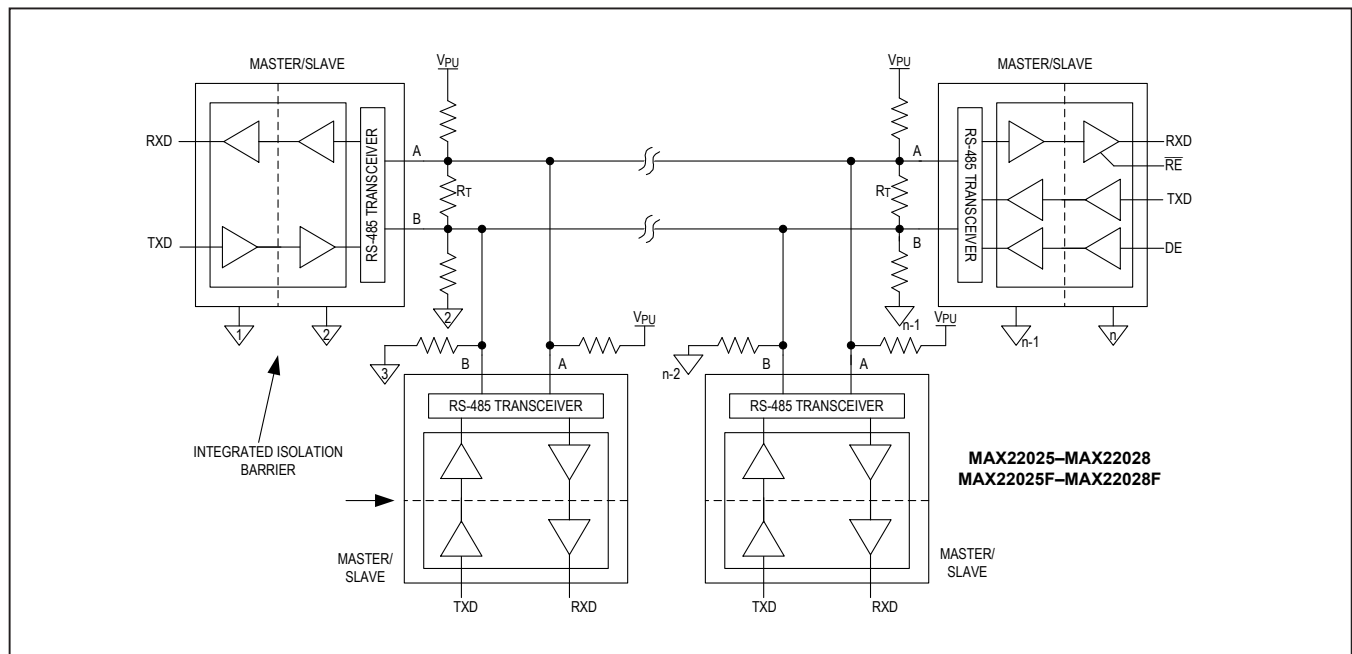 MASTER/SLAVE
VPU
VPU
MASTER/SLAVE
RXD
TXD
RS-485 TRANSCEIVER
A
B
RT
A
B
RT
RS-485 TRANSCEIVER
RXD
RE
TXD
DE
1
2
2
n-1
n-1
n
3
VPU
B
A
n-2
VPU
B
A
RS-485 TRANSCEIVER
RS-485 TRANSCEIVER
INTEGRATED ISOLATION
BARRIER
MAX22025–MAX22028
MAX22025F–MAX22028F
MASTER/
SLAVE
MASTER/
SLAVE
TXD
RXD
TXD
RXD